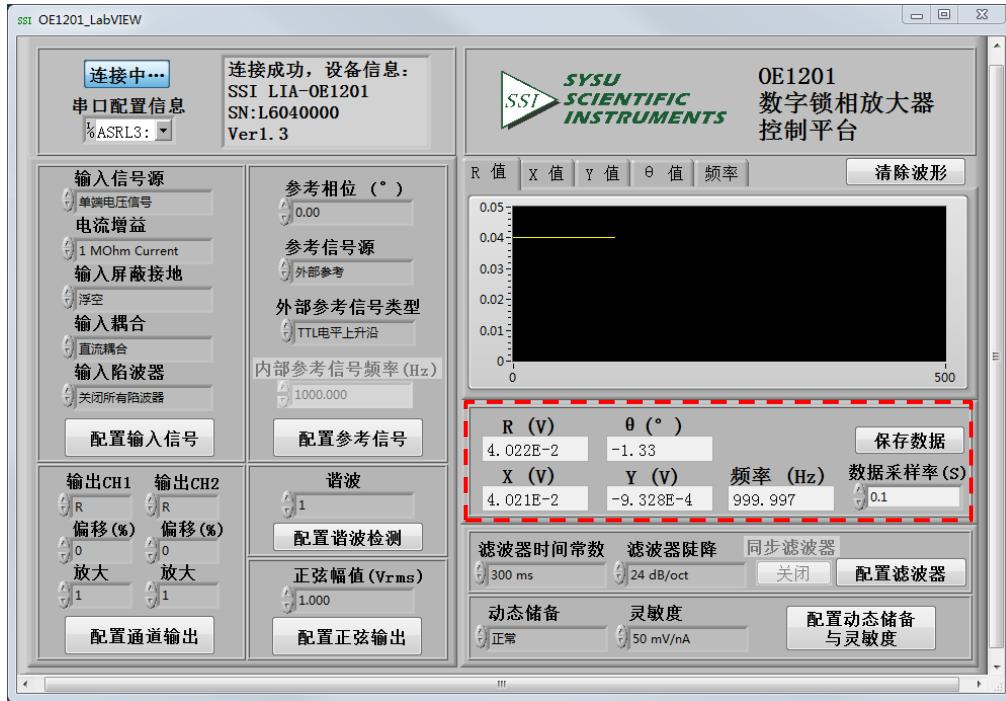 SSI OE1201_LabVIEW
连接中…
串口配置信息
ASRL3:
连接成功，设备信息：
SSI LIA-OE1201
SN:L6040000
Ver1.3
SSI
SYSU
SCIENTIFIC
INSTRUMENTS
OE1201
数字锁相放大器
控制平台
输入信号源
单端电压信号
电流增益
1 MOhm Current
输入屏蔽接地
浮空
输入耦合
直流耦合
输入陷波器
关闭所有陷波器
配置输入信号
参考相位 (°)
0.00
参考信号源
外部参考
外部参考信号类型
TTL电平上升沿
内部参考信号频率(Hz)
1000.000
配置参考信号
输出CH1 输出CH2
R R
偏移(%) 偏移(%)
0 0
放大 放大
1 1
配置通道输出
谐波
1
配置谐波检测
正弦幅值(Vrms)
1.000
配置正弦输出
R 值 X 值 Y 值 θ 值 频率
清除波形
0.05
0.04
0.03
0.02
0.01
0
0 500
R (V) θ (°)
4.022E-2 -1.33
保存数据
X (V) Y (V) 频率 (Hz) 数据采样率(S)
4.021E-2 -9.328E-4 999.997 0.1
滤波器时间常数 滤波器陡降 同步滤波器
300 ms 24 dB/oct 关闭 配置滤波器
动态储备 灵敏度
正常 50 mV/nA
配置动态储备
与灵敏度